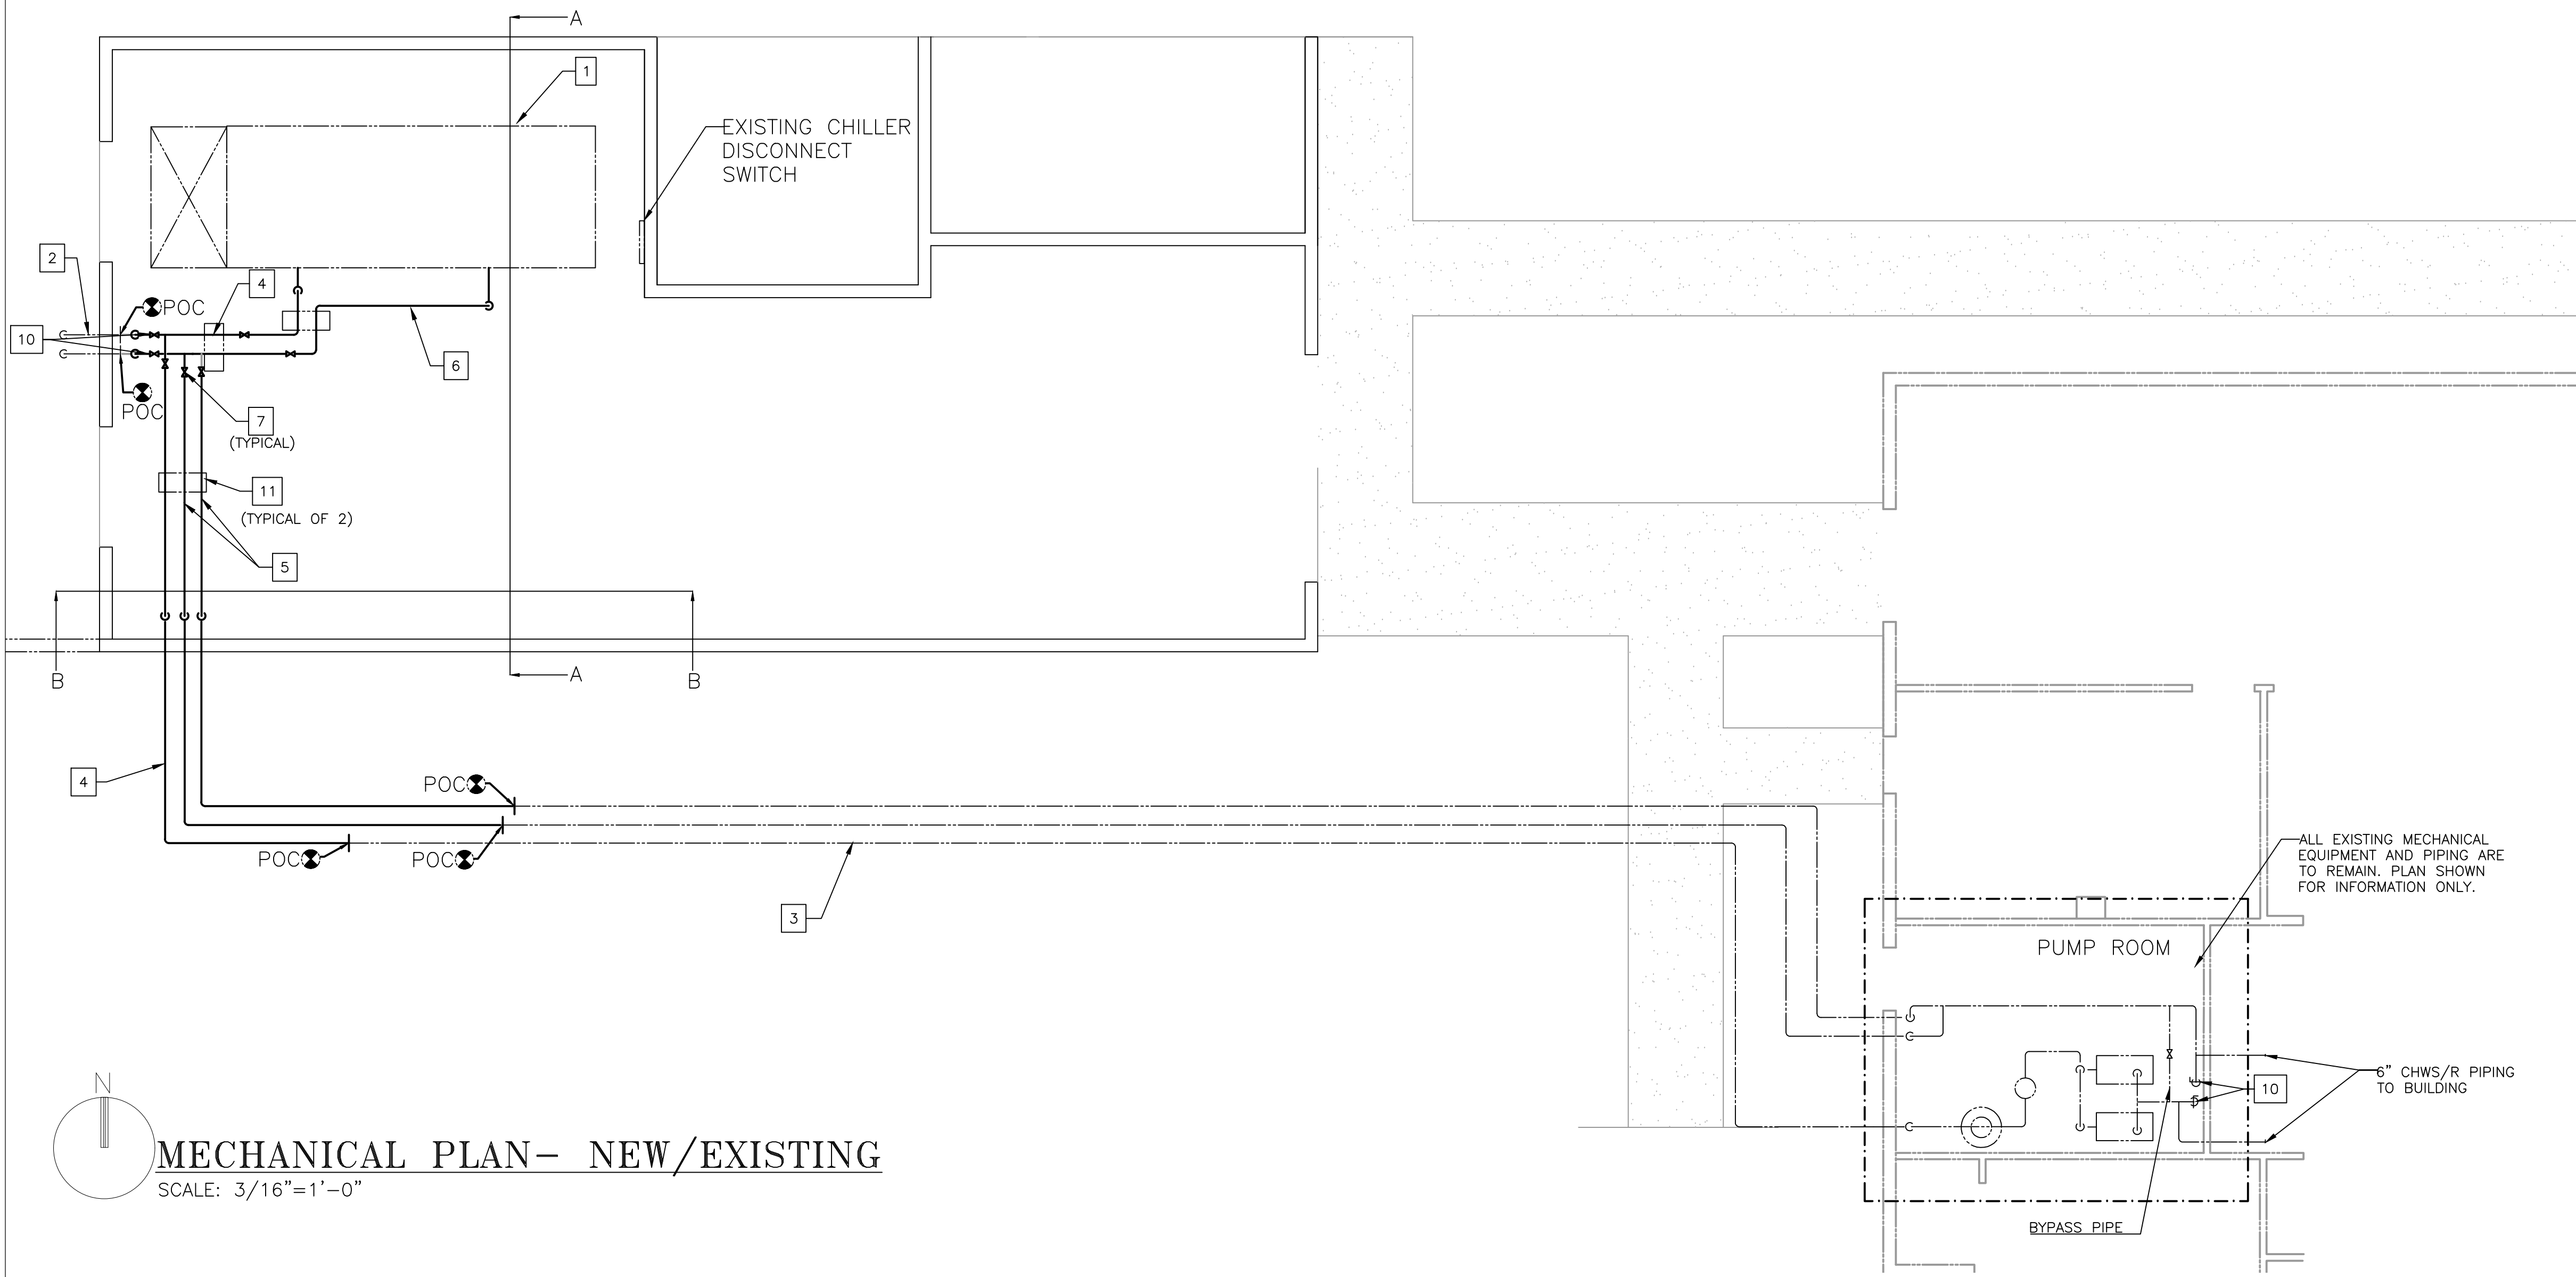 A
1
EXISTING CHILLER
DISCONNECT
SWITCH
2
4
POC
10
6
POC
7
(TYPICAL)
11
(TYPICAL OF 2)
5
B
A
B
4
POC
POC
POC
3
ALL EXISTING MECHANICAL
EQUIPMENT AND PIPING ARE
TO REMAIN. PLAN SHOWN
FOR INFORMATION ONLY.
PUMP ROOM
6" CHWS/R PIPING
TO BUILDING
10
BYPASS PIPE
N
MECHANICAL PLAN- NEW/EXISTING
SCALE: 3/16"=1'-0"